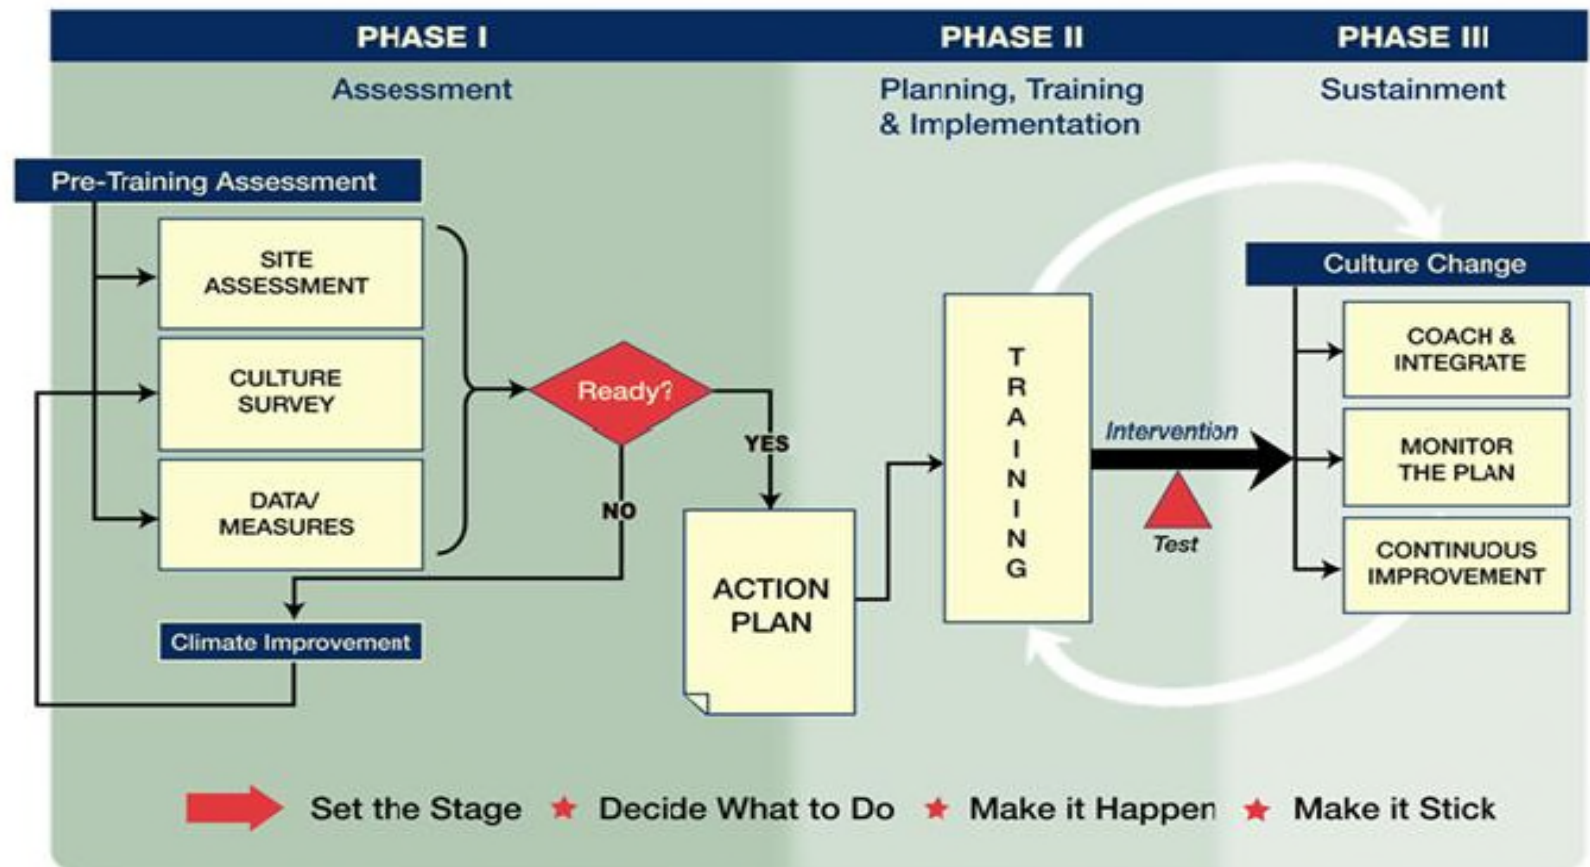 PHASE I
PHASE II
PHASE III
Assessment
Planning, Training
& Implementation
Sustainment
Pre-Training Assessment
SITE
ASSESSMENT
CULTURE
SURVEY
DATA/
MEASURES
Ready?
YES
NO
Climate Improvement
ACTION
PLAN
TRAINING
Intervention
Test
Culture Change
COACH &
INTEGRATE
MONITOR
THE PLAN
CONTINUOUS
IMPROVEMENT
Set the Stage ★ Decide What to Do ★ Make it Happen ★ Make it Stick